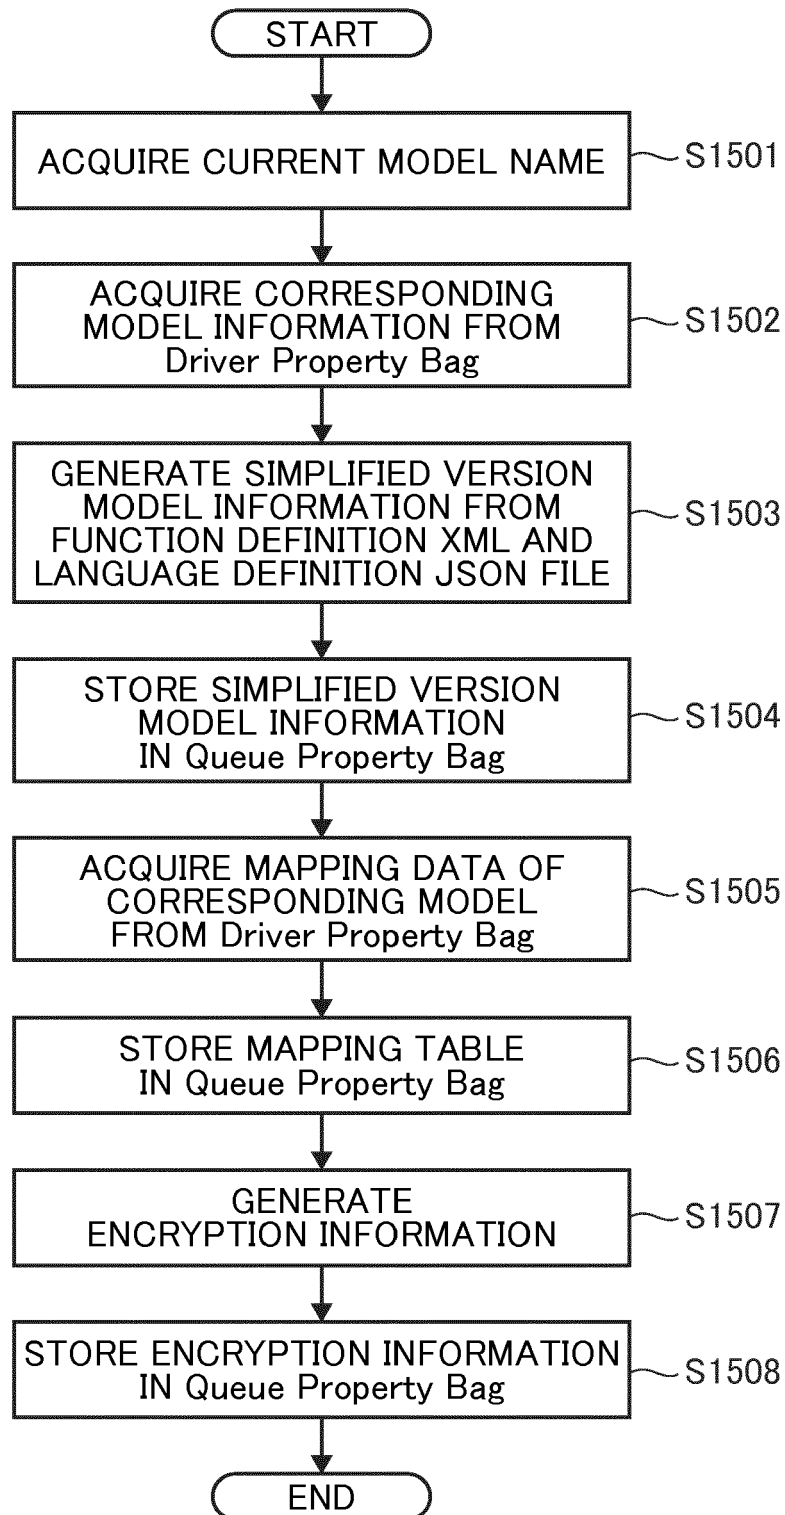 START
ACQUIRE CURRENT MODEL NAME
S1501
ACQUIRE CORRESPONDING
MODEL INFORMATION FROM
Driver Property Bag
S1502
GENERATE SIMPLIFIED VERSION
MODEL INFORMATION FROM
FUNCTION DEFINITION XML AND
LANGUAGE DEFINITION JSON FILE
S1503
STORE SIMPLIFIED VERSION
MODEL INFORMATION
IN Queue Property Bag
S1504
ACQUIRE MAPPING DATA OF
CORRESPONDING MODEL
FROM Driver Property Bag
S1505
STORE MAPPING TABLE
IN Queue Property Bag
S1506
GENERATE
ENCRYPTION INFORMATION
S1507
STORE ENCRYPTION INFORMATION
IN Queue Property Bag
S1508
END